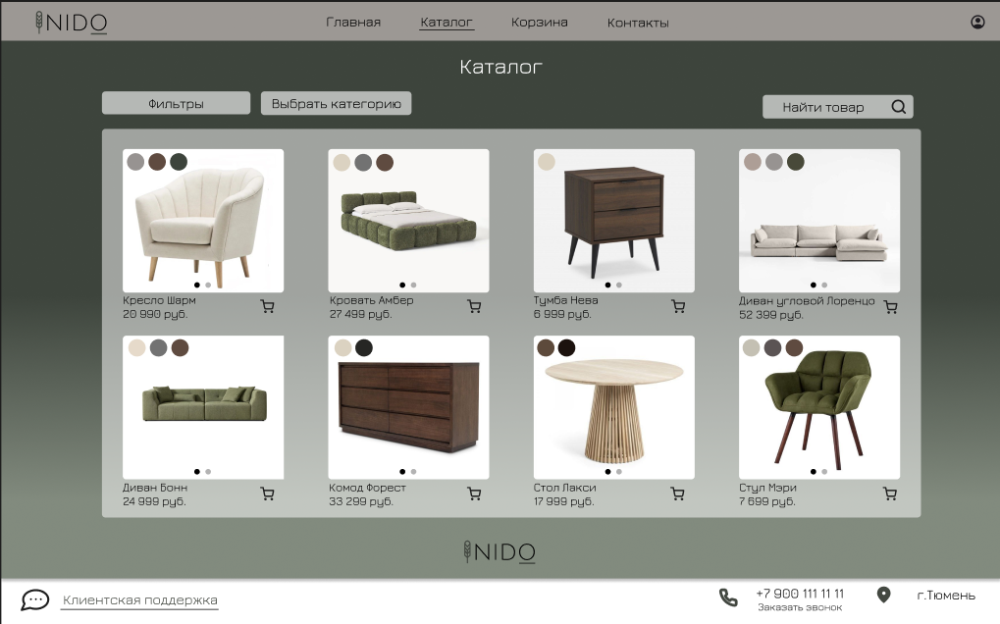 NIDO
Главная Каталог Корзина Контакты
Каталог
Фильтры Выбрать категорию Найти товар
Кресло Шарм
20 990 руб.
Кровать Амбер
27 499 руб.
Тумба Нева
6 999 руб.
Диван угловой Лоренцо
52 399 руб.
Диван Бонн
24 999 руб.
Комод Форест
33 299 руб.
Стол Лакси
17 999 руб.
Стул Мэри
7 699 руб.
NIDO
Клиентская поддержка
+7 900 111 11 11
Заказать звонок
г.Тюмень